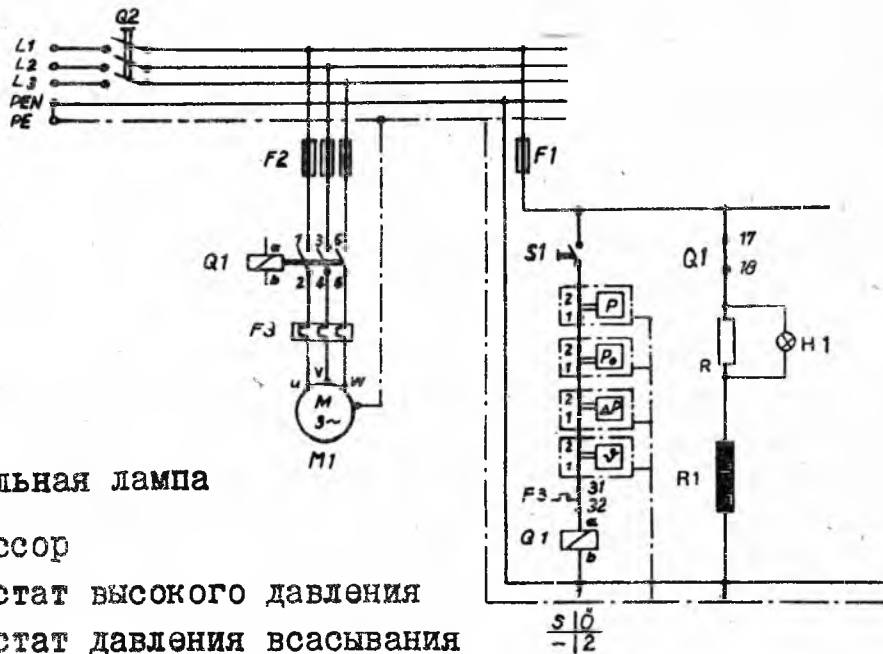 Q2
L1
L2
L3
PEN
PE
F2
F1
1 3 5
a
Q1
b
2 4 6
F3
u v w
M
3~
M1
S1
2
1
P
2
1
P₀
2
1
ΔP
2
1
ϑ
F3
31
32
Q1
a
b
Q1
17
18
R
H1
R1
S Ö
- 2
льная лампа
ссор
стат высокого давления
стат давления всасывания